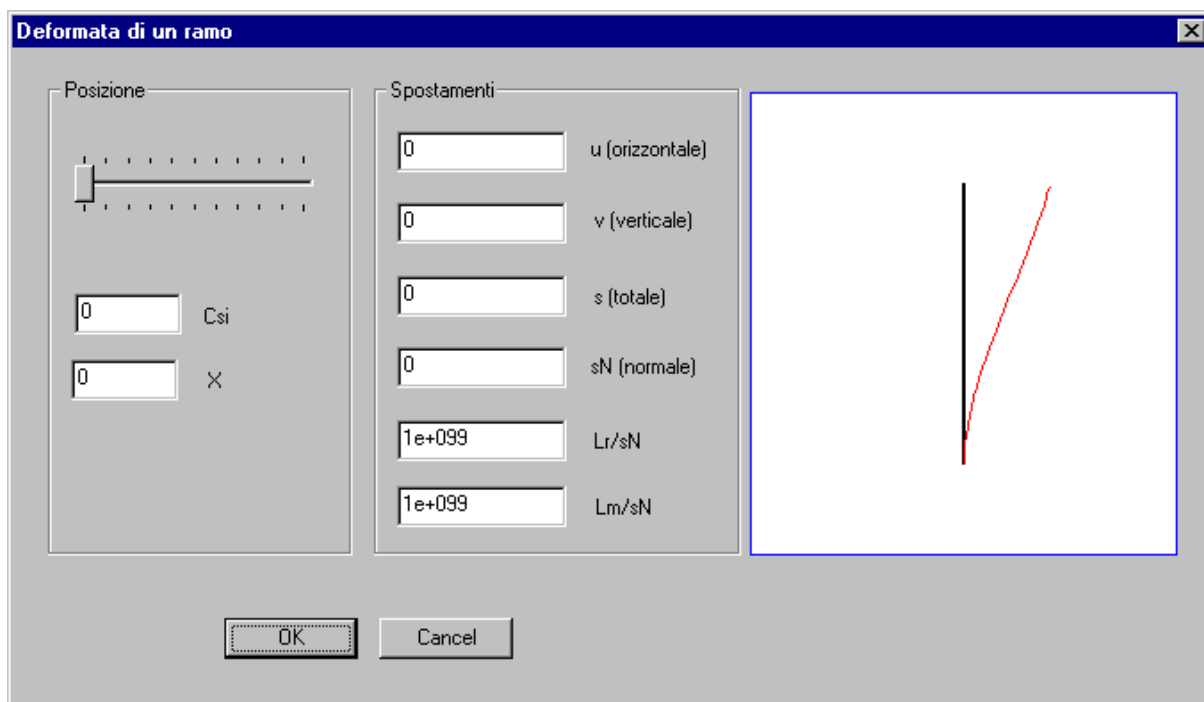 Deformata di un ramo
Posizione
0 Csi
0 X
Spostamenti
0 u (orizzontale)
0 v (verticale)
0 s (totale)
0 sN (normale)
1e+099 Lr/sN
1e+099 Lm/sN
OK Cancel